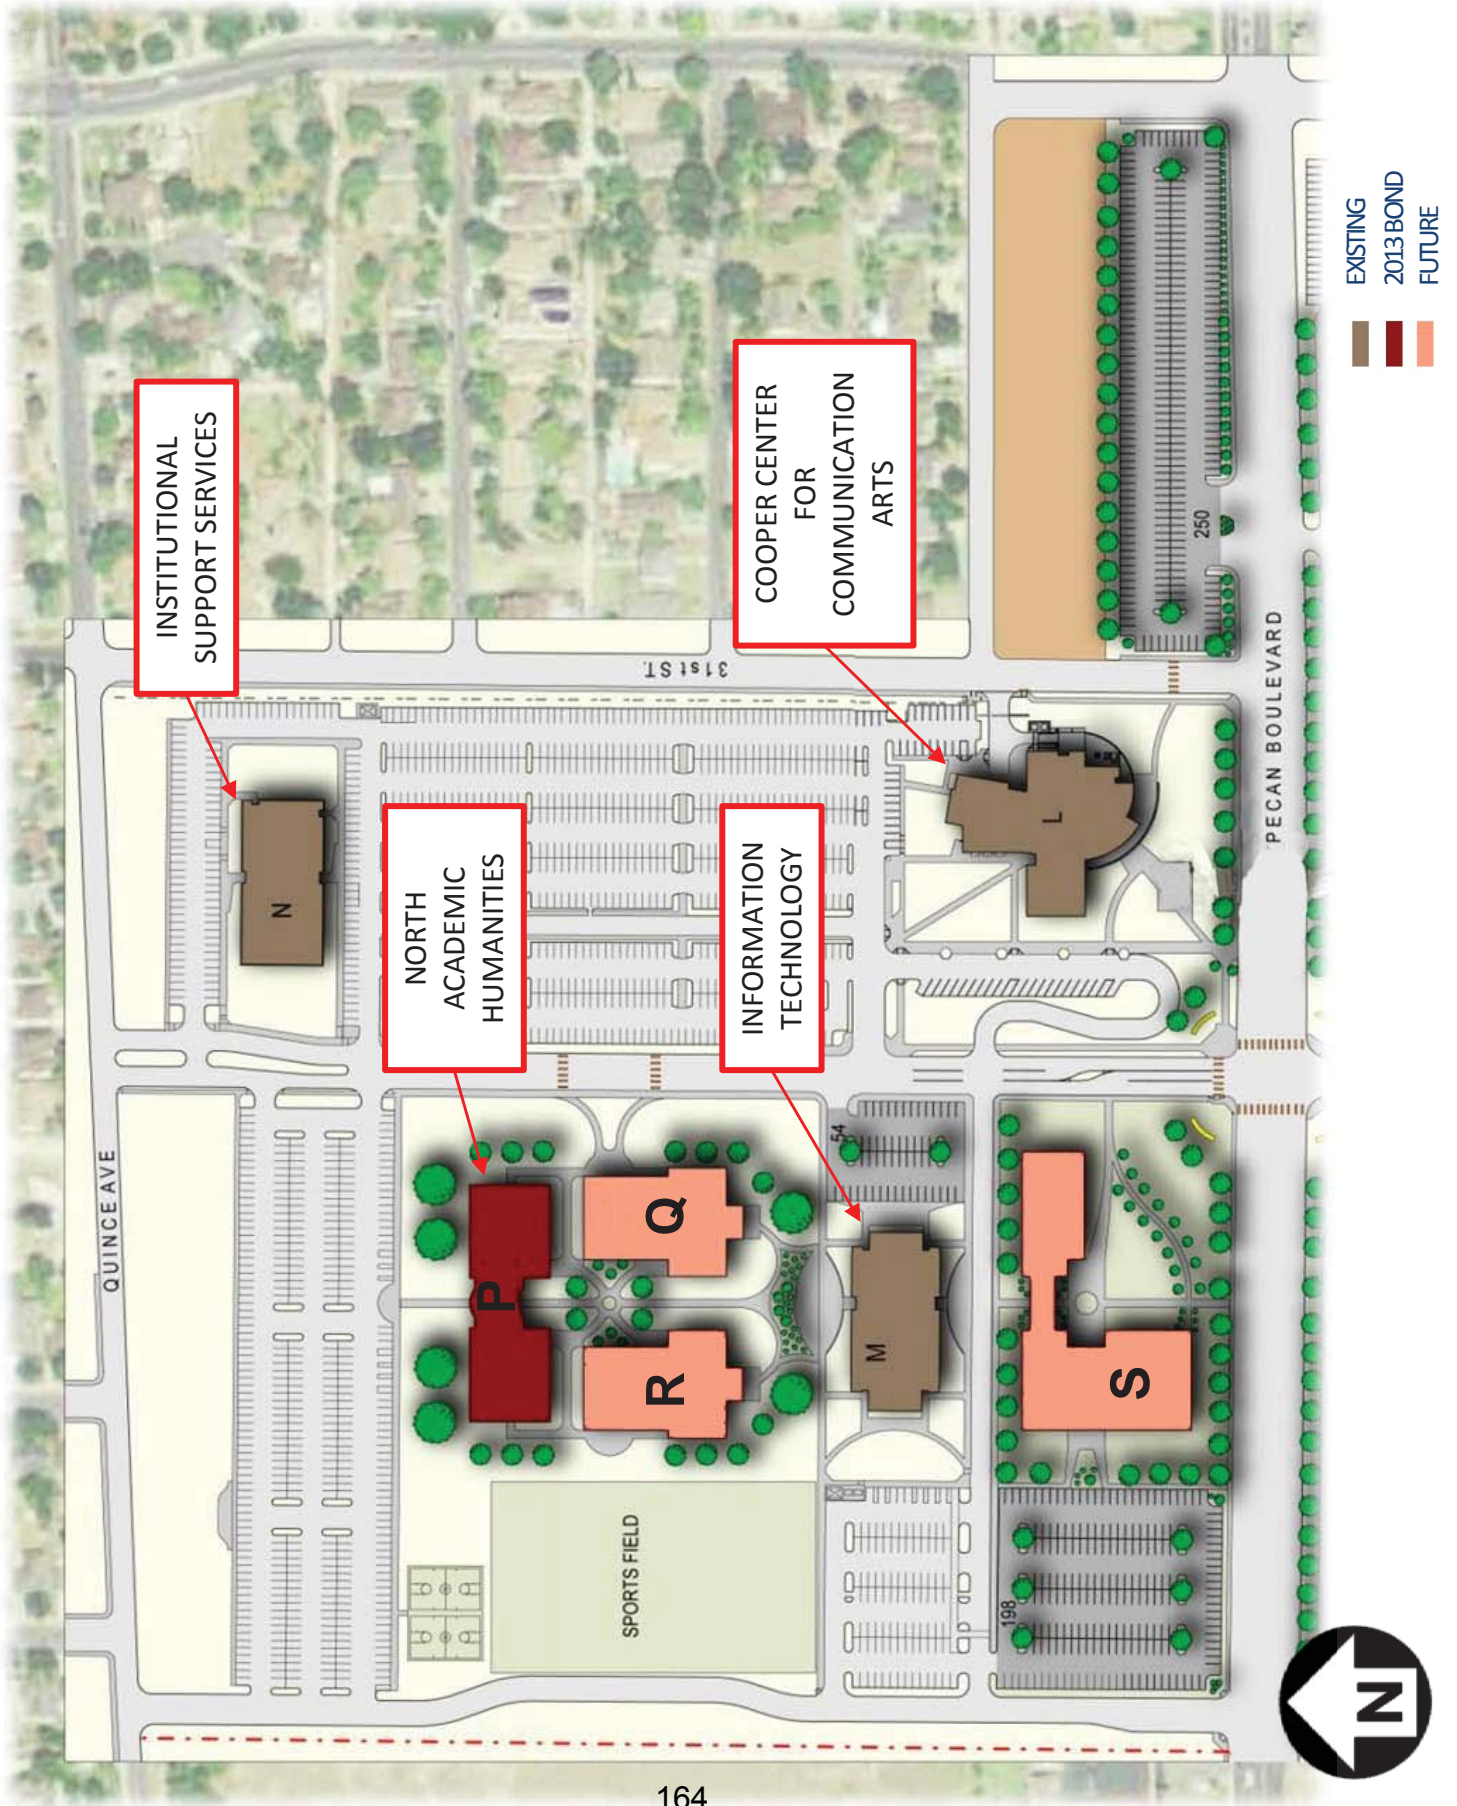 INSTITUTIONAL
SUPPORT SERVICES
COOPER CENTER
FOR
COMMUNICATION
ARTS
NORTH
ACADEMIC
HUMANITIES
INFORMATION
TECHNOLOGY
QUINCE AVE
31st ST.
PECAN BOULEVARD
SPORTS FIELD
N
P
Q
R
M
L
S
54
198
250
EXISTING
2013 BOND
FUTURE
N
164